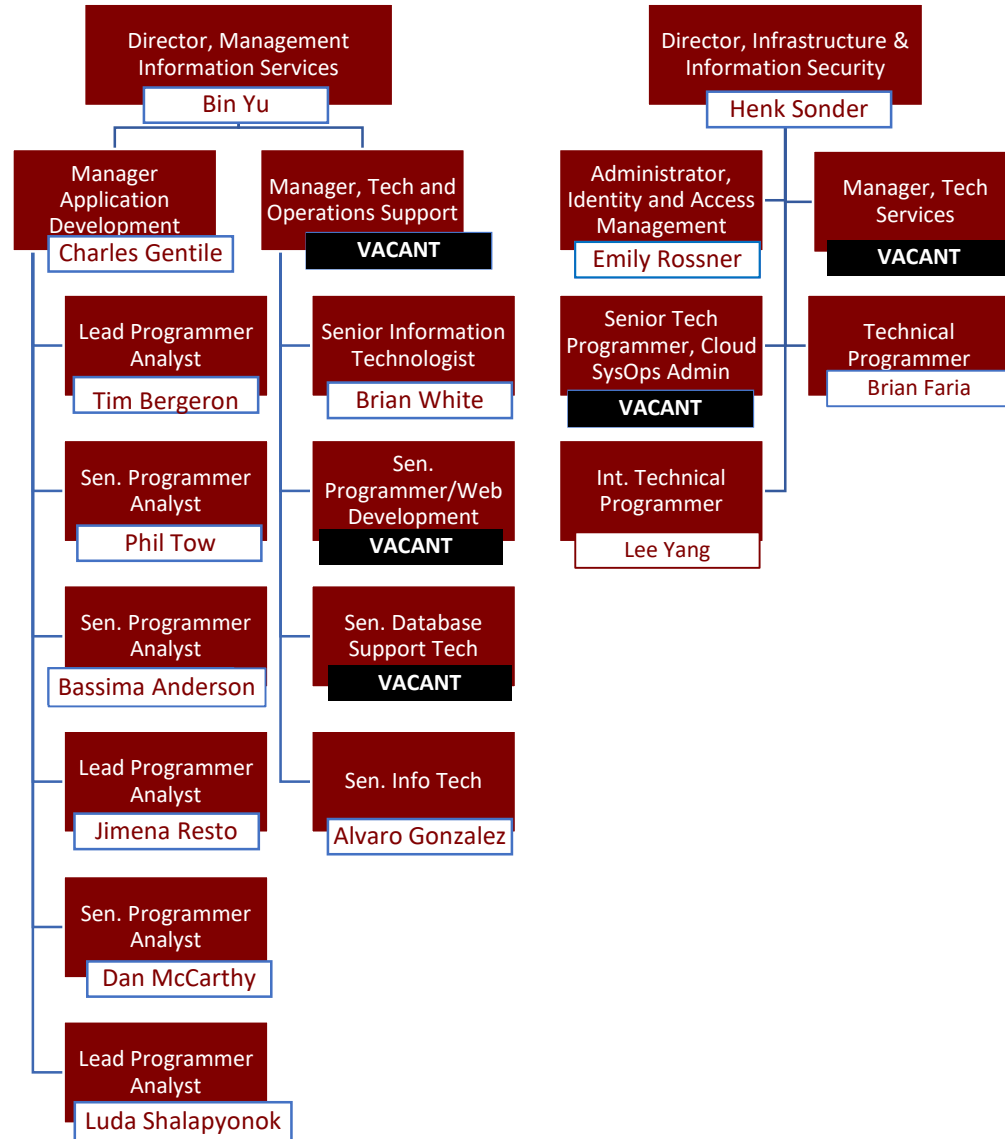 Director, Management
Information Services
Bin Yu
Manager
Application
Development
Charles Gentile
Manager, Tech and
Operations Support
VACANT
Lead Programmer
Analyst
Tim Bergeron
Sen. Programmer
Analyst
Phil Tow
Sen. Programmer
Analyst
Bassima Anderson
Lead Programmer
Analyst
Jimena Resto
Sen. Programmer
Analyst
Dan McCarthy
Lead Programmer
Analyst
Luda Shalapyonok
Senior Information
Technologist
Brian White
Sen.
Programmer/Web
Development
VACANT
Sen. Database
Support Tech
VACANT
Sen. Info Tech
Alvaro Gonzalez
Director, Infrastructure &
Information Security
Henk Sonder
Administrator,
Identity and Access
Management
Emily Rossner
Manager, Tech
Services
VACANT
Senior Tech
Programmer, Cloud
SysOps Admin
VACANT
Technical
Programmer
Brian Faria
Int. Technical
Programmer
Lee Yang